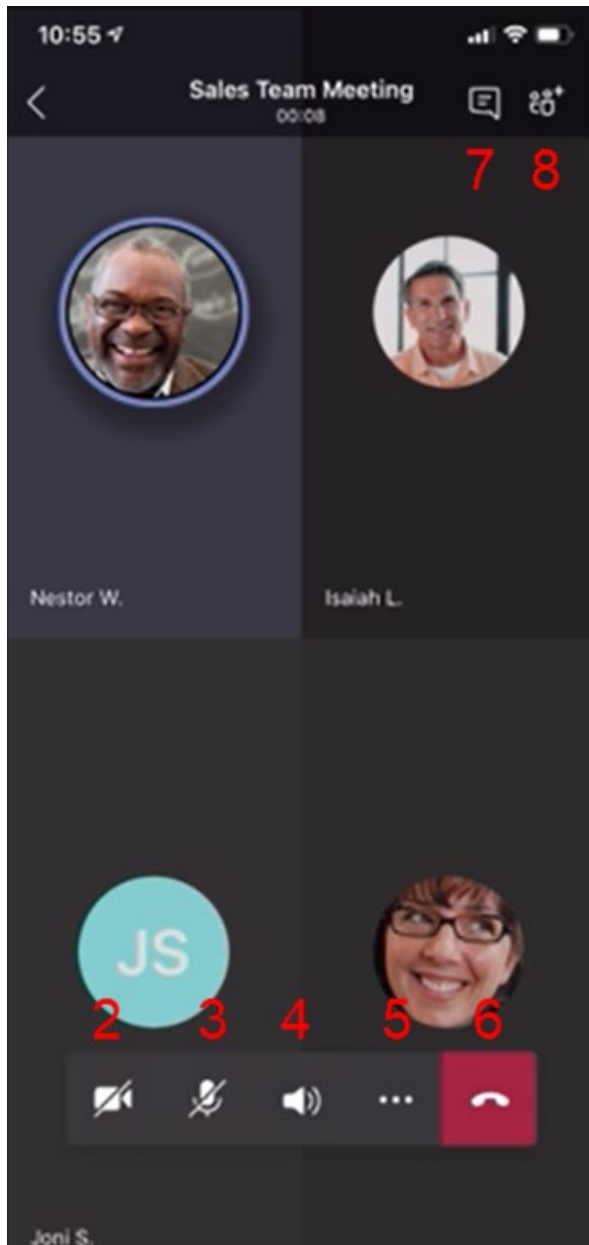 10:55
Sales Team Meeting
00:08
7 8
Nestor W.
Isaiah L.
JS
2 3 4 5 6
Joni S.